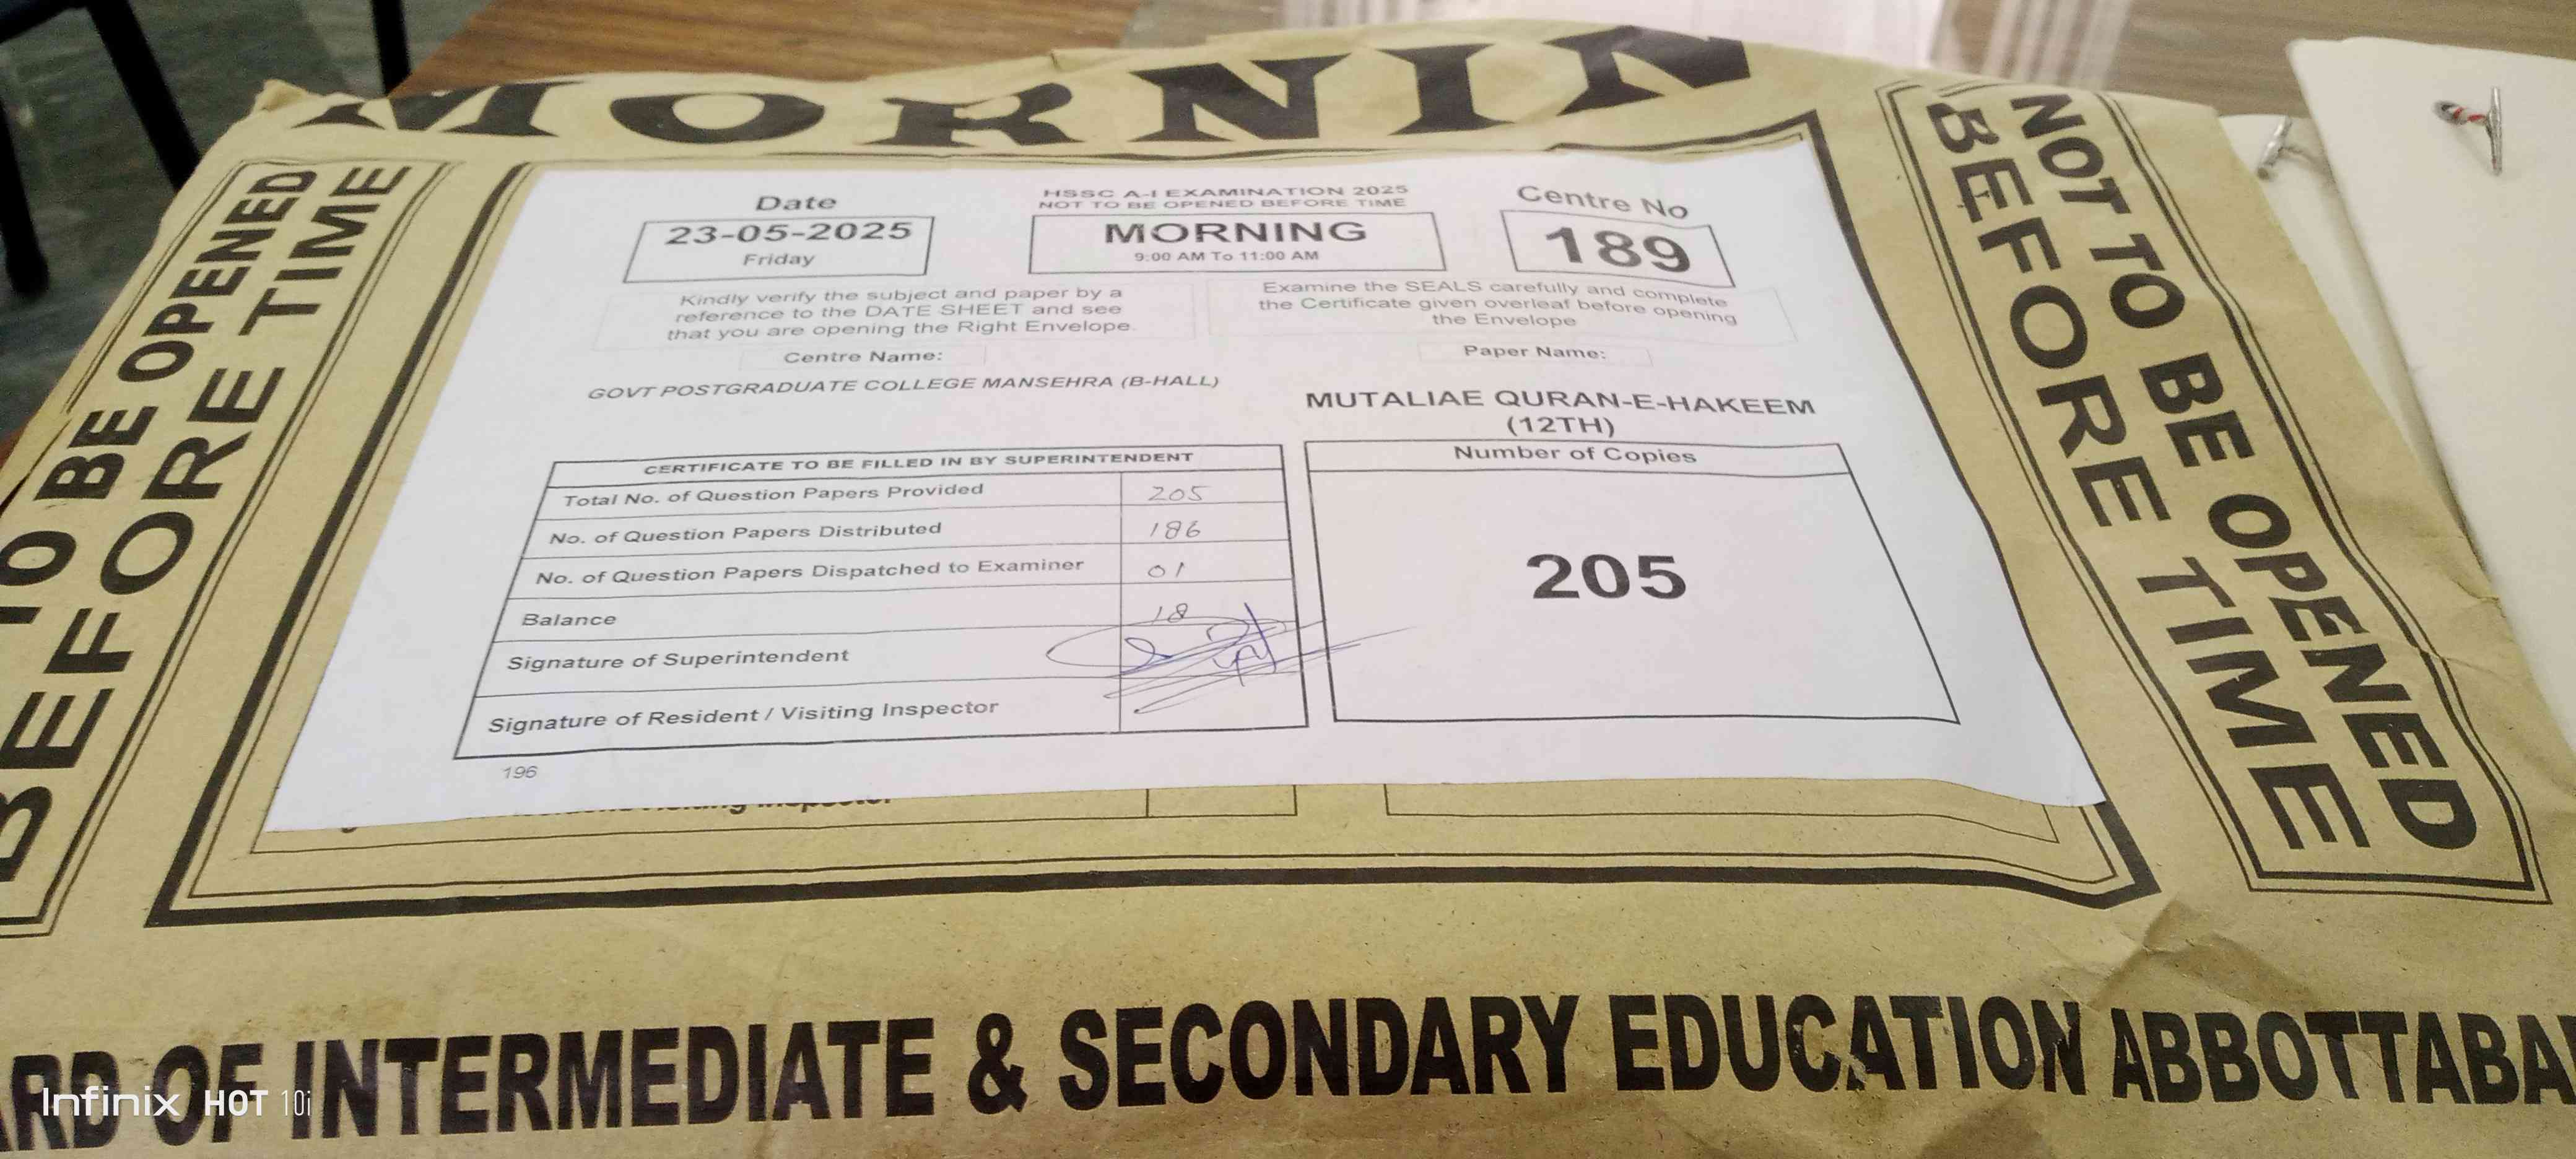 MORNIN
NOT TO BE OPENED
BEFORE TIME
TO BE OPENED
BEFORE TIME
Date
23-05-2025
Friday
HSSC A-I EXAMINATION 2025
NOT TO BE OPENED BEFORE TIME
MORNING
9:00 AM To 11:00 AM
Centre No
189
Kindly verify the subject and paper by a
reference to the DATE SHEET and see
that you are opening the Right Envelope.
Examine the SEALS carefully and complete
the Certificate given overleaf before opening
the Envelope
Centre Name:
GOVT POSTGRADUATE COLLEGE MANSEHRA (B-HALL)
Paper Name:
MUTALIAE QURAN-E-HAKEEM
(12TH)
CERTIFICATE TO BE FILLED IN BY SUPERINTENDENT
Total No. of Question Papers Provided 205
No. of Question Papers Distributed 186
No. of Question Papers Dispatched to Examiner 01
Balance 18
Signature of Superintendent
Signature of Resident / Visiting Inspector
Number of Copies
205
196
ARD OF INTERMEDIATE & SECONDARY EDUCATION ABBOTTABA
Infinix HOT 10i